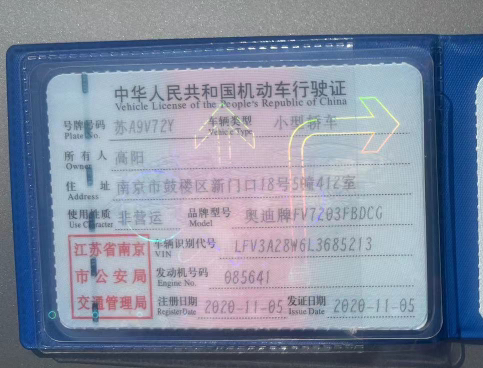 中华人民共和国机动车行驶证
Vehicle License of the People's Republic of China
号牌号码 苏A9V72Y 车辆类型 小型轿车
Plate No. Vehicle Type
所有人 高阳
Owner
住址 南京市鼓楼区新门口18号5幢412室
Address
使用性质 非营运 品牌型号 奥迪牌FV7203FBDCG
Use Character Model
江苏省南京
市公安局
交通管理局
车辆识别代号 LFV3A28W6L3685213
VIN
发动机号码 085641
Engine No.
注册日期 2020-11-05 发证日期 2020-11-05
Register Date Issue Date